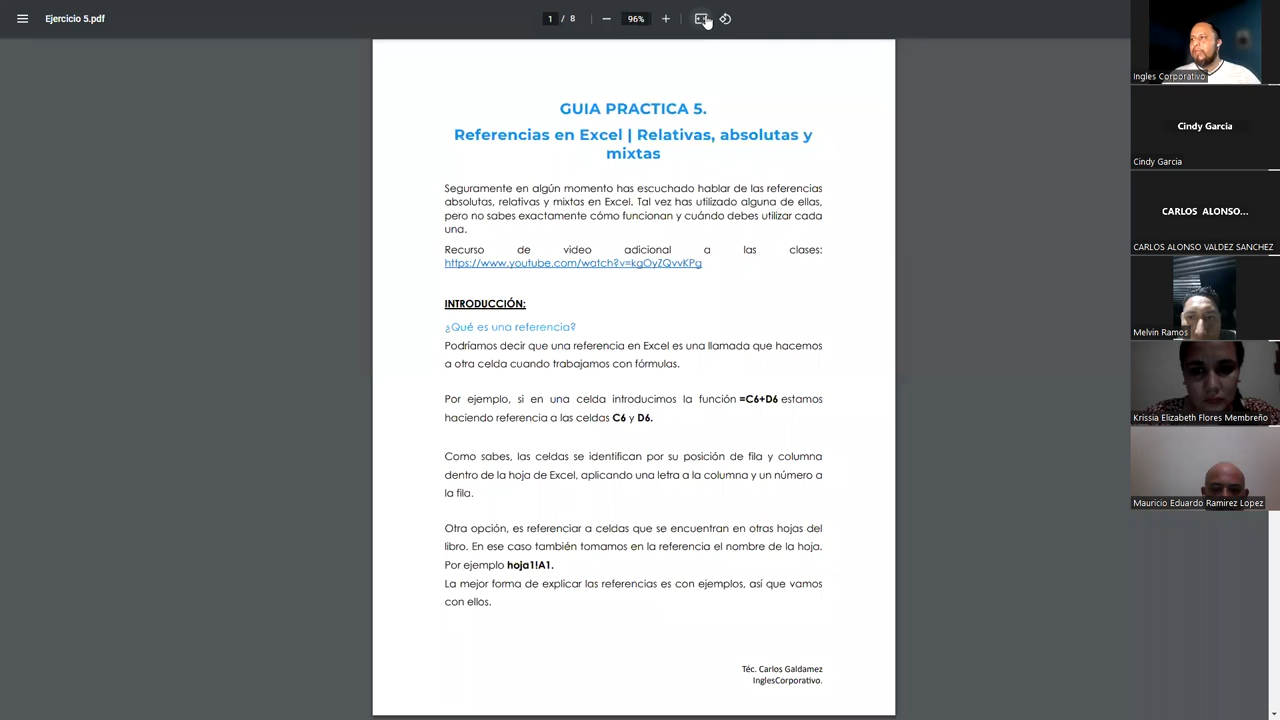 Ejercicio 5.pdf
1 / 8
96%
GUIA PRACTICA 5.
Referencias en Excel | Relativas, absolutas y
mixtas
Seguramente en algún momento has escuchado hablar de las referencias
absolutas, relativas y mixtas en Excel. Tal vez has utilizado alguna de ellas,
pero no sabes exactamente cómo funcionan y cuándo debes utilizar cada
una.
Recurso de video adicional a las clases:
https://www.youtube.com/watch?v=kgOyZQvvKPg
INTRODUCCIÓN:
¿Qué es una referencia?
Podríamos decir que una referencia en Excel es una llamada que hacemos
a otra celda cuando trabajamos con fórmulas.
Por ejemplo, si en una celda introducimos la función =C6+D6 estamos
haciendo referencia a las celdas C6 y D6.
Como sabes, las celdas se identifican por su posición de fila y columna
dentro de la hoja de Excel, aplicando una letra a la columna y un número a
la fila.
Otra opción, es referenciar a celdas que se encuentran en otras hojas del
libro. En ese caso también tomamos en la referencia el nombre de la hoja.
Por ejemplo hoja1!A1.
La mejor forma de explicar las referencias es con ejemplos, así que vamos
con ellos.
Téc. Carlos Galdamez
InglesCorporativo.
Ingles Corporativo
Cindy Garcia
Cindy Garcia
CARLOS ALONSO...
CARLOS ALONSO VALDEZ SANCHEZ
Melvin Ramos
Krissia Elizabeth Flores Membreño
Mauricio Eduardo Ramirez Lopez